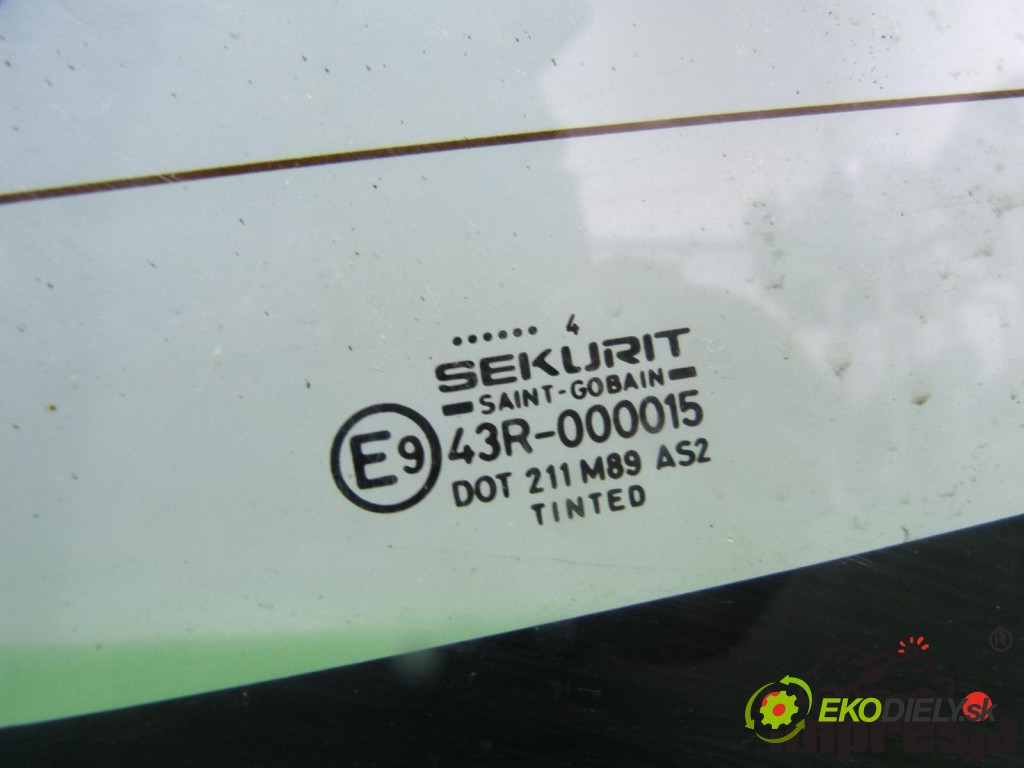 ...... 4
SEKURIT
SAINT-GOBAIN
E9 43R-000015
DOT 211 M89 AS2
TINTED
®
EKODIELY.sk